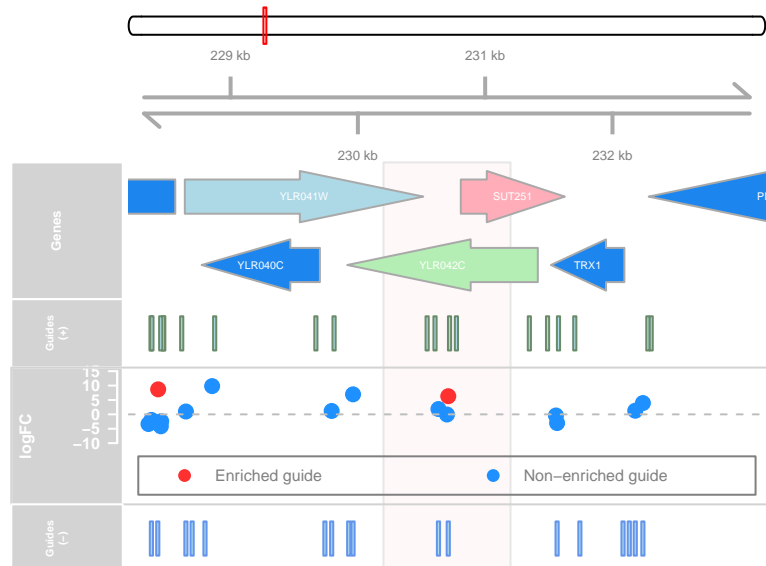 229 kb
231 kb
230 kb
232 kb
Genes
YLR041W
SUT251
YLR040C
YLR042C
TRX1
Guides
(+)
logFC
15
10
5
0
−5
−10
Enriched guide
Non−enriched guide
Guides
(−)